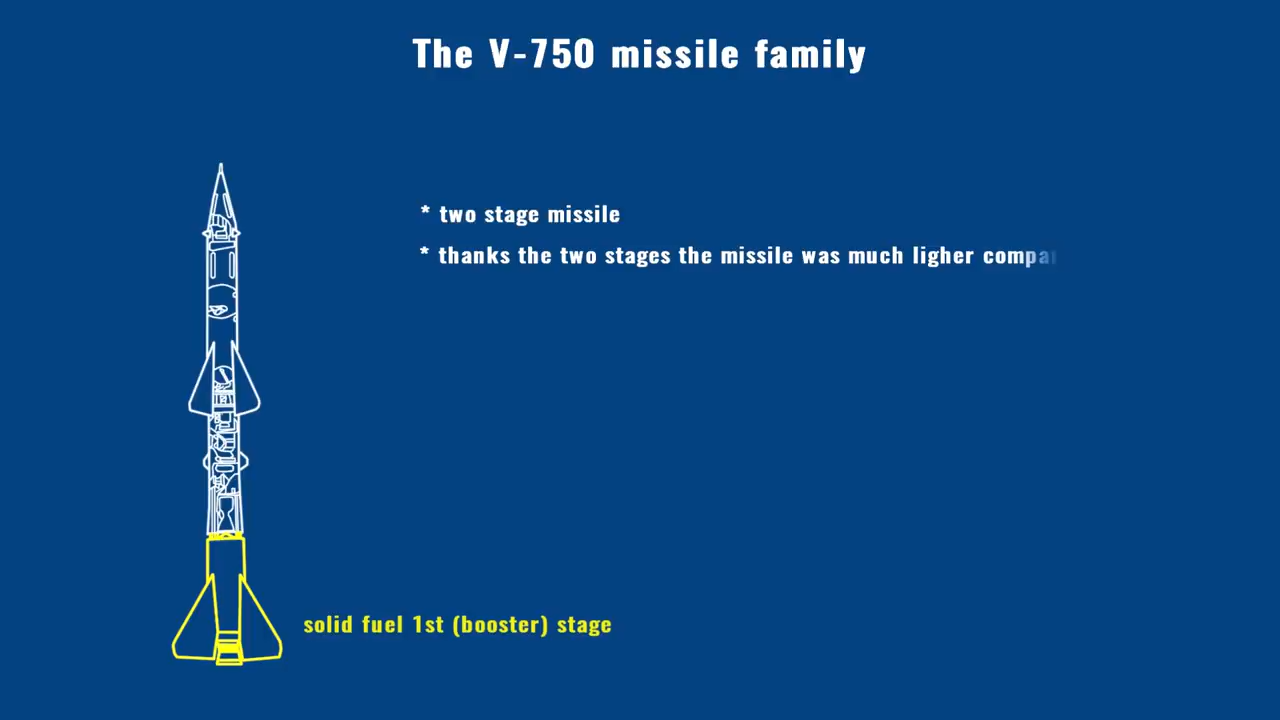 The V-750 missile family
* two stage missile
* thanks the two stages the missile was much ligher compa
solid fuel 1st (booster) stage